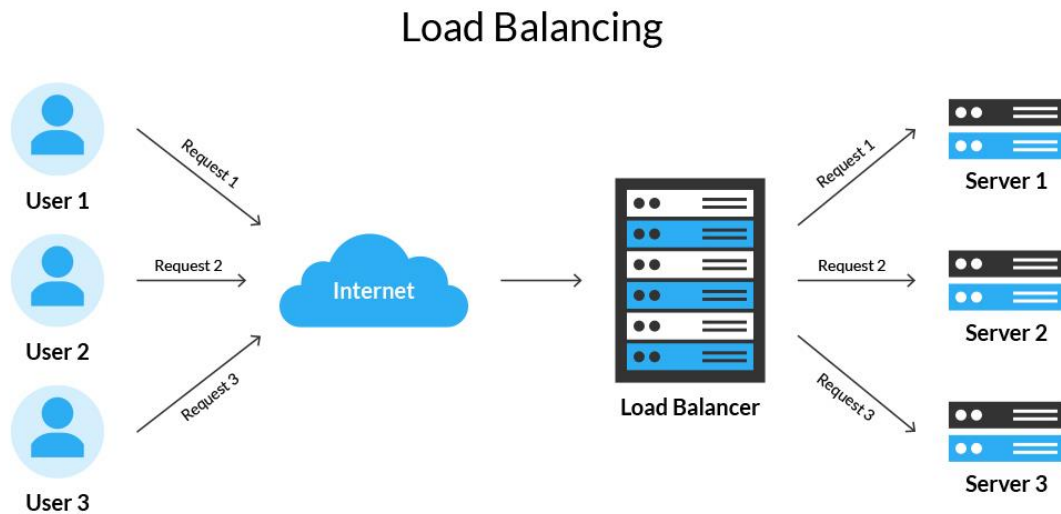 Load Balancing
User 1
User 2
User 3
Request 1
Request 2
Request 3
Internet
Load Balancer
Request 1
Request 2
Request 3
Server 1
Server 2
Server 3